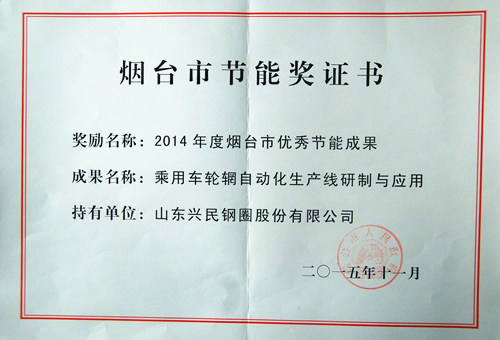 烟台市节能奖证书
奖励名称：2014年度烟台市优秀节能成果
成果名称：乘用车轮辋自动化生产线研制与应用
持有单位：山东兴民钢圈股份有限公司
二〇一五年十一月